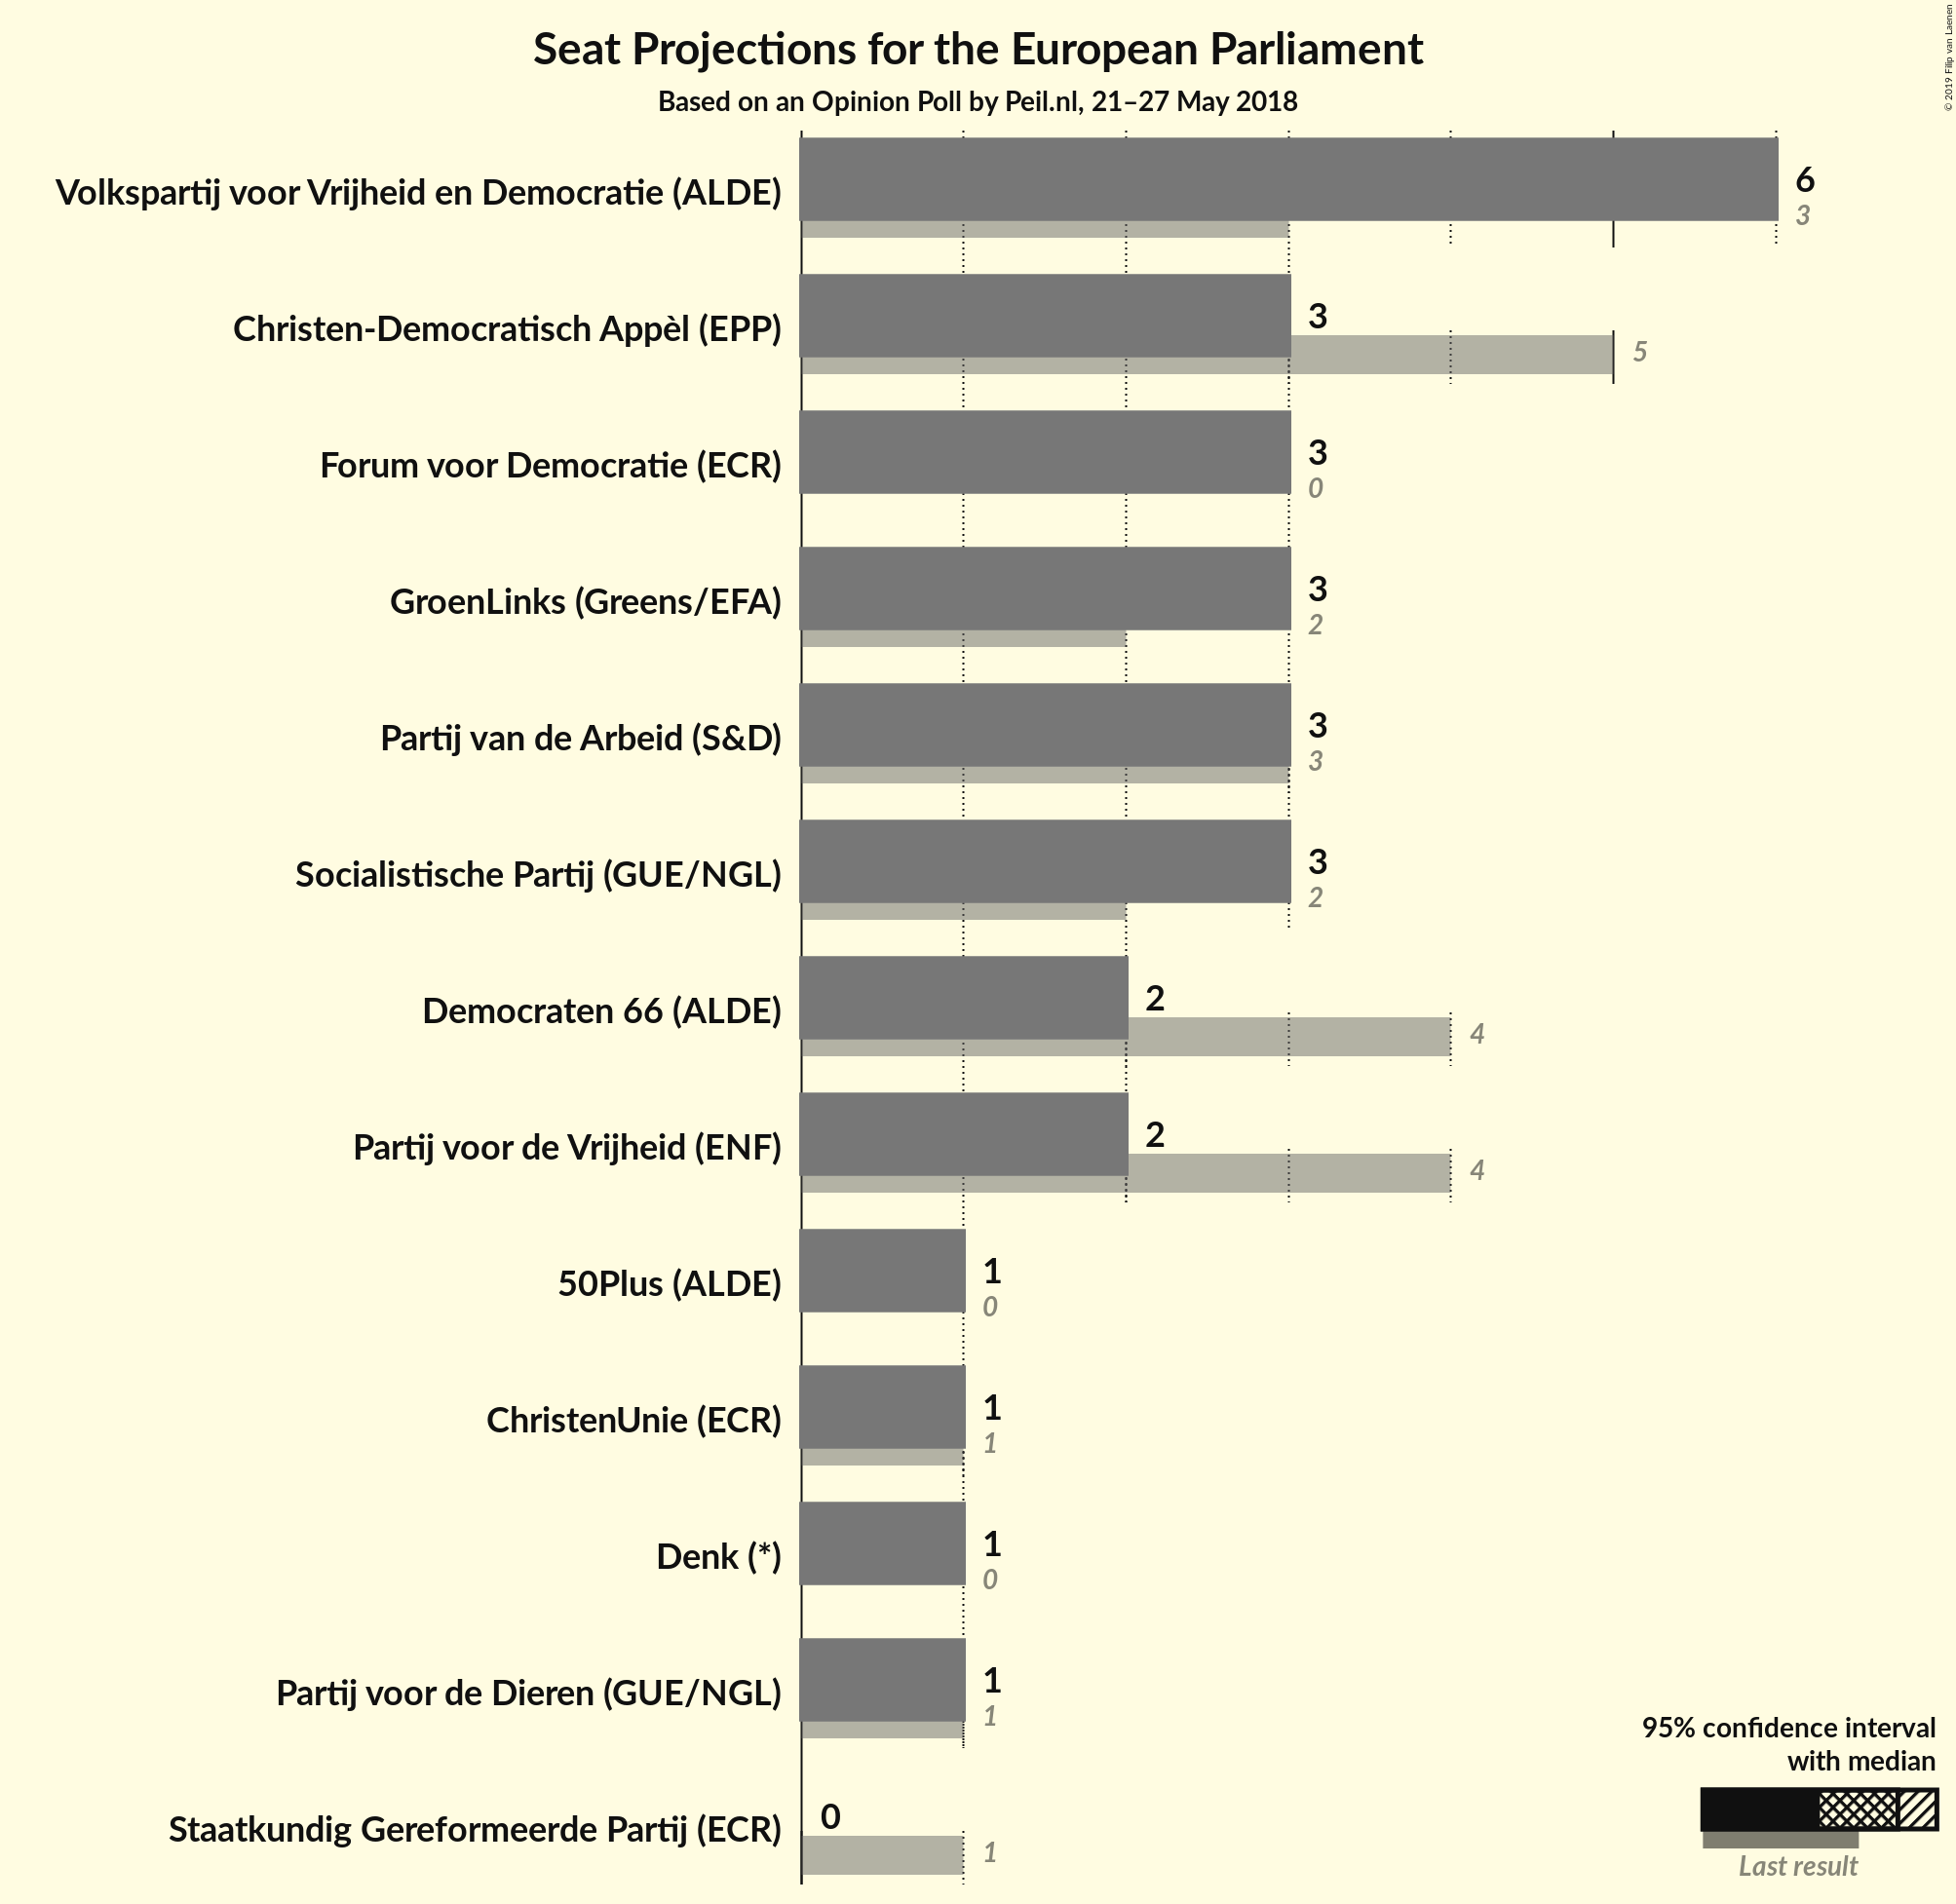 Seat Projections for the European Parliament
Based on an Opinion Poll by Peil.nl, 21–27 May 2018
© 2019 Filip van Laenen
Volkspartij voor Vrijheid en Democratie (ALDE)
6
3
Christen-Democratisch Appèl (EPP)
3
5
Forum voor Democratie (ECR)
3
0
GroenLinks (Greens/EFA)
3
2
Partij van de Arbeid (S&D)
3
3
Socialistische Partij (GUE/NGL)
3
2
Democraten 66 (ALDE)
2
4
Partij voor de Vrijheid (ENF)
2
4
50Plus (ALDE)
1
0
ChristenUnie (ECR)
1
1
Denk (*)
1
0
Partij voor de Dieren (GUE/NGL)
1
1
Staatkundig Gereformeerde Partij (ECR)
0
1
95% confidence interval
with median
Last result